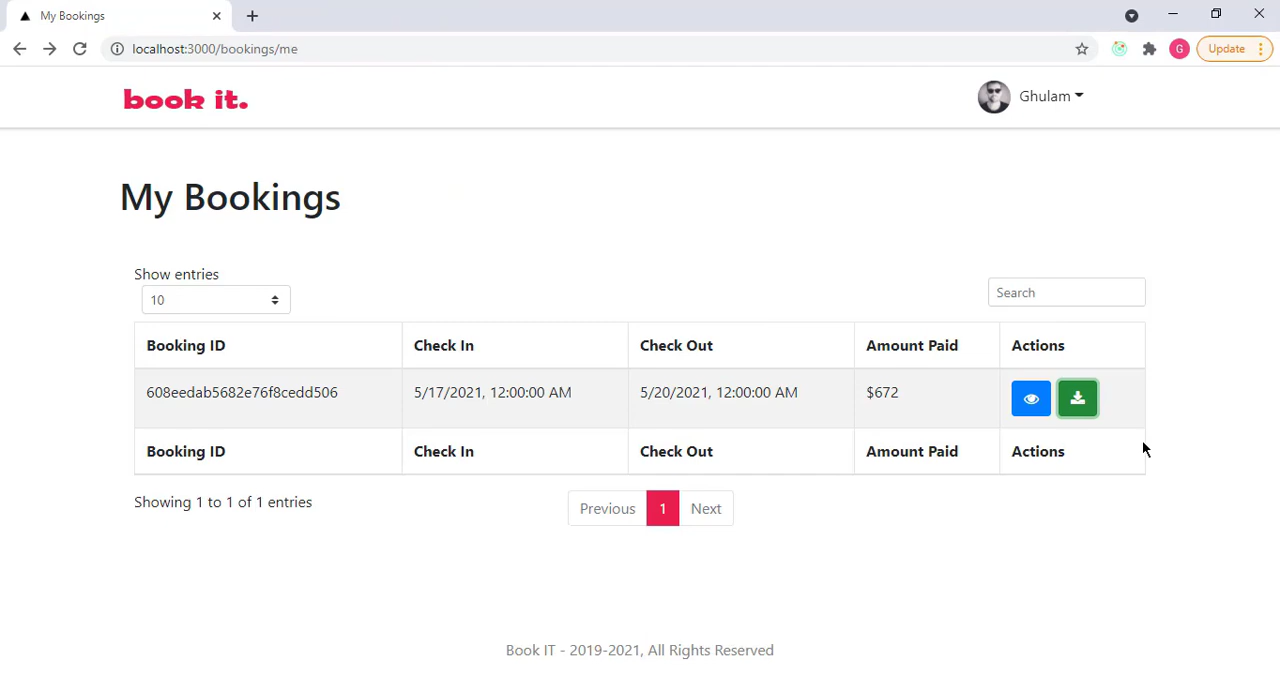 My Bookings
localhost:3000/bookings/me
G
Update
book it.
Ghulam
My Bookings
Show entries
10
Search
Booking ID Check In Check Out Amount Paid Actions
608eedab5682e76f8cedd506 5/17/2021, 12:00:00 AM 5/20/2021, 12:00:00 AM $672
Booking ID Check In Check Out Amount Paid Actions
Showing 1 to 1 of 1 entries
Previous 1 Next
Book IT - 2019-2021, All Rights Reserved